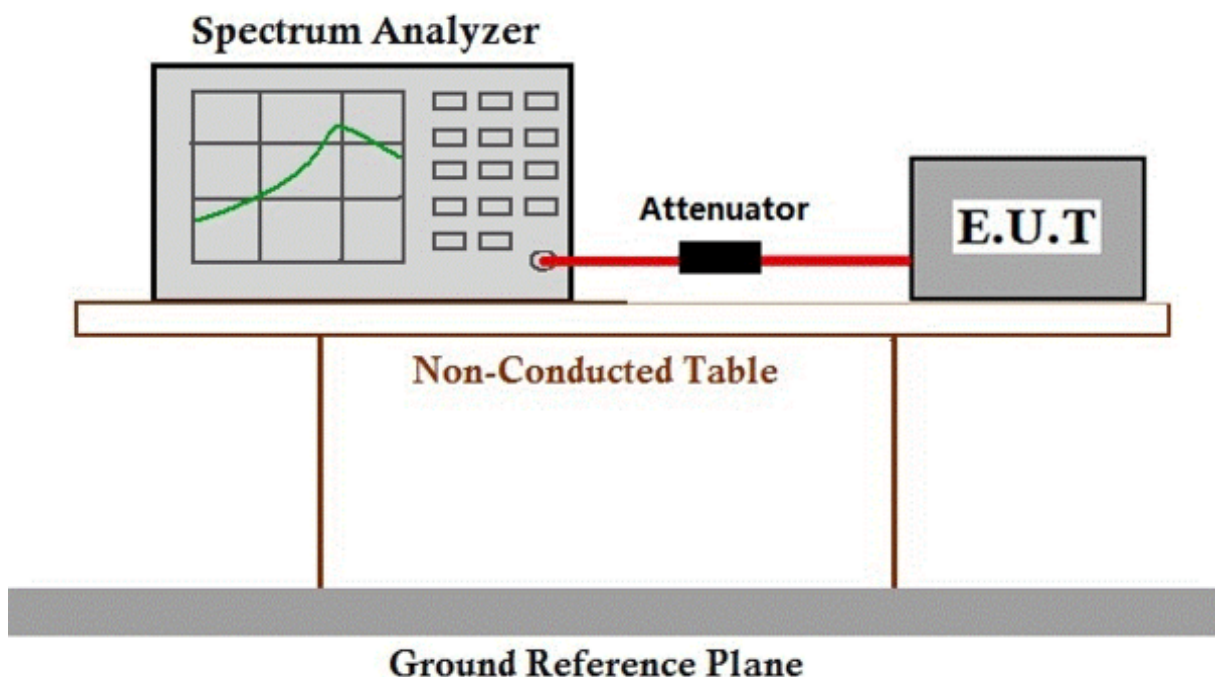 Spectrum Analyzer
Attenuator
E.U.T
Non-Conducted Table
Ground Reference Plane